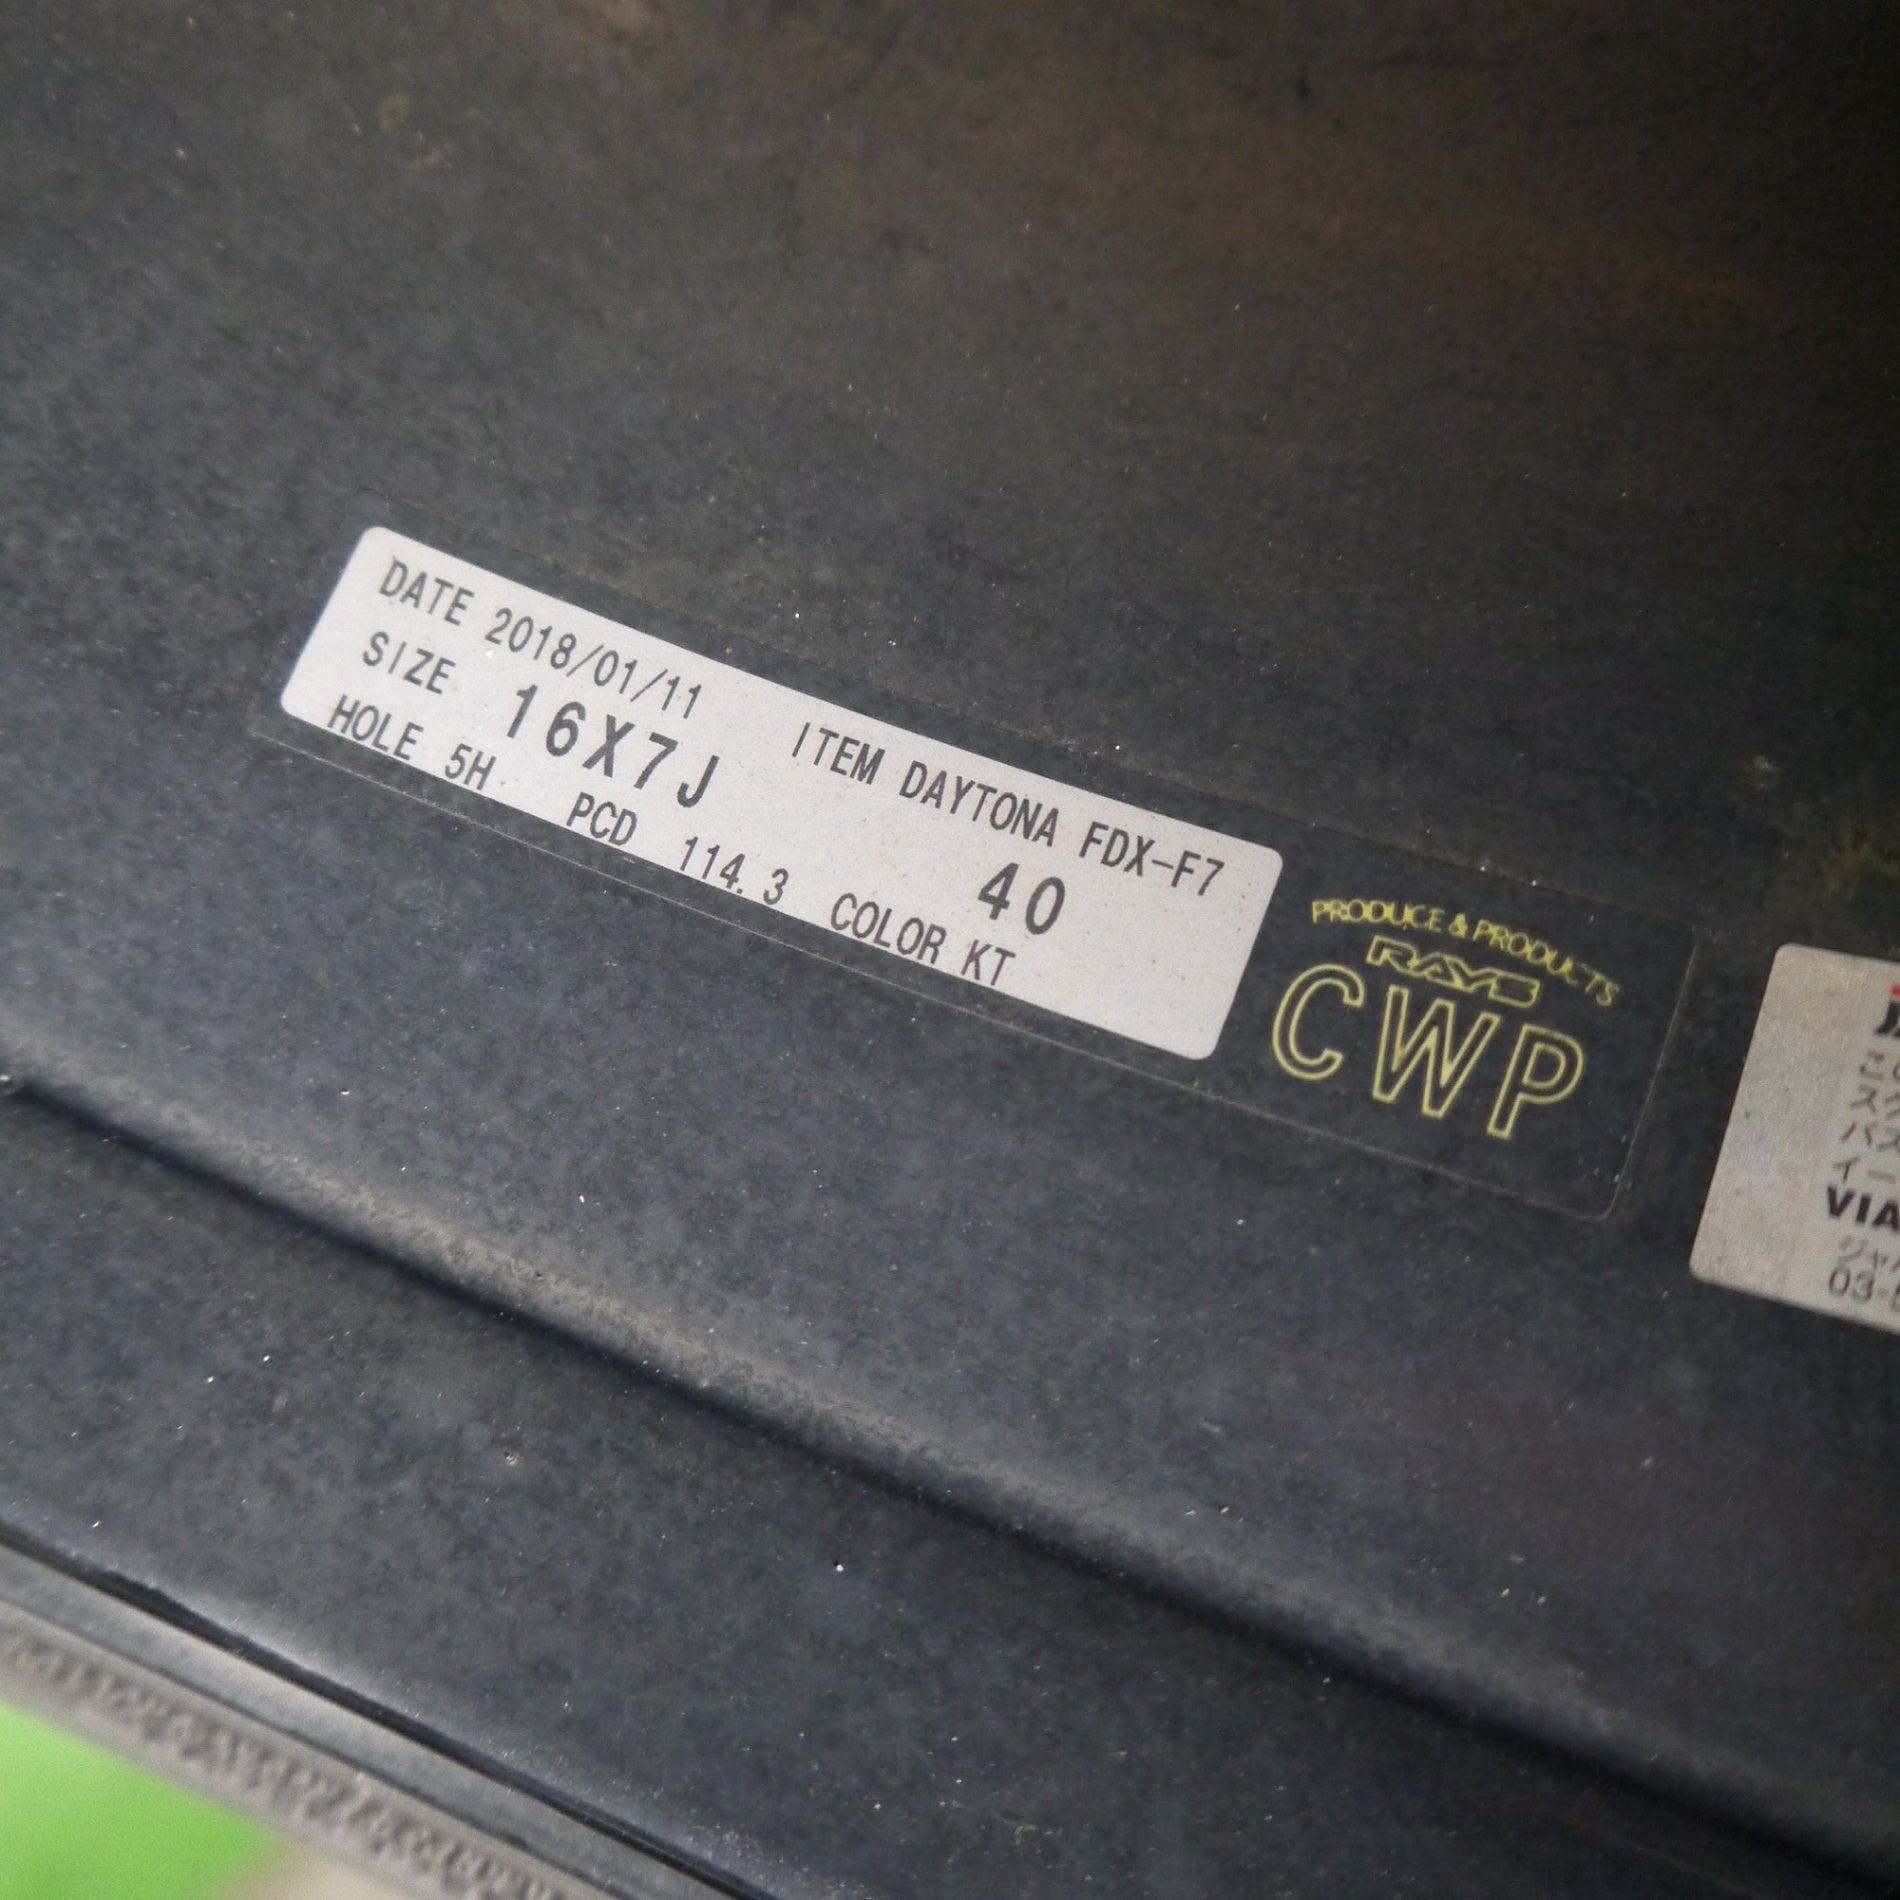 DATE 2018/01/11 ITEM DAYTONA FDX-F7
SIZE 16X7J 40
HOLE 5H PCD 114.3 COLOR KT
PRODUCE & PRODUCTS
RAYS
CWP
VIA
03-